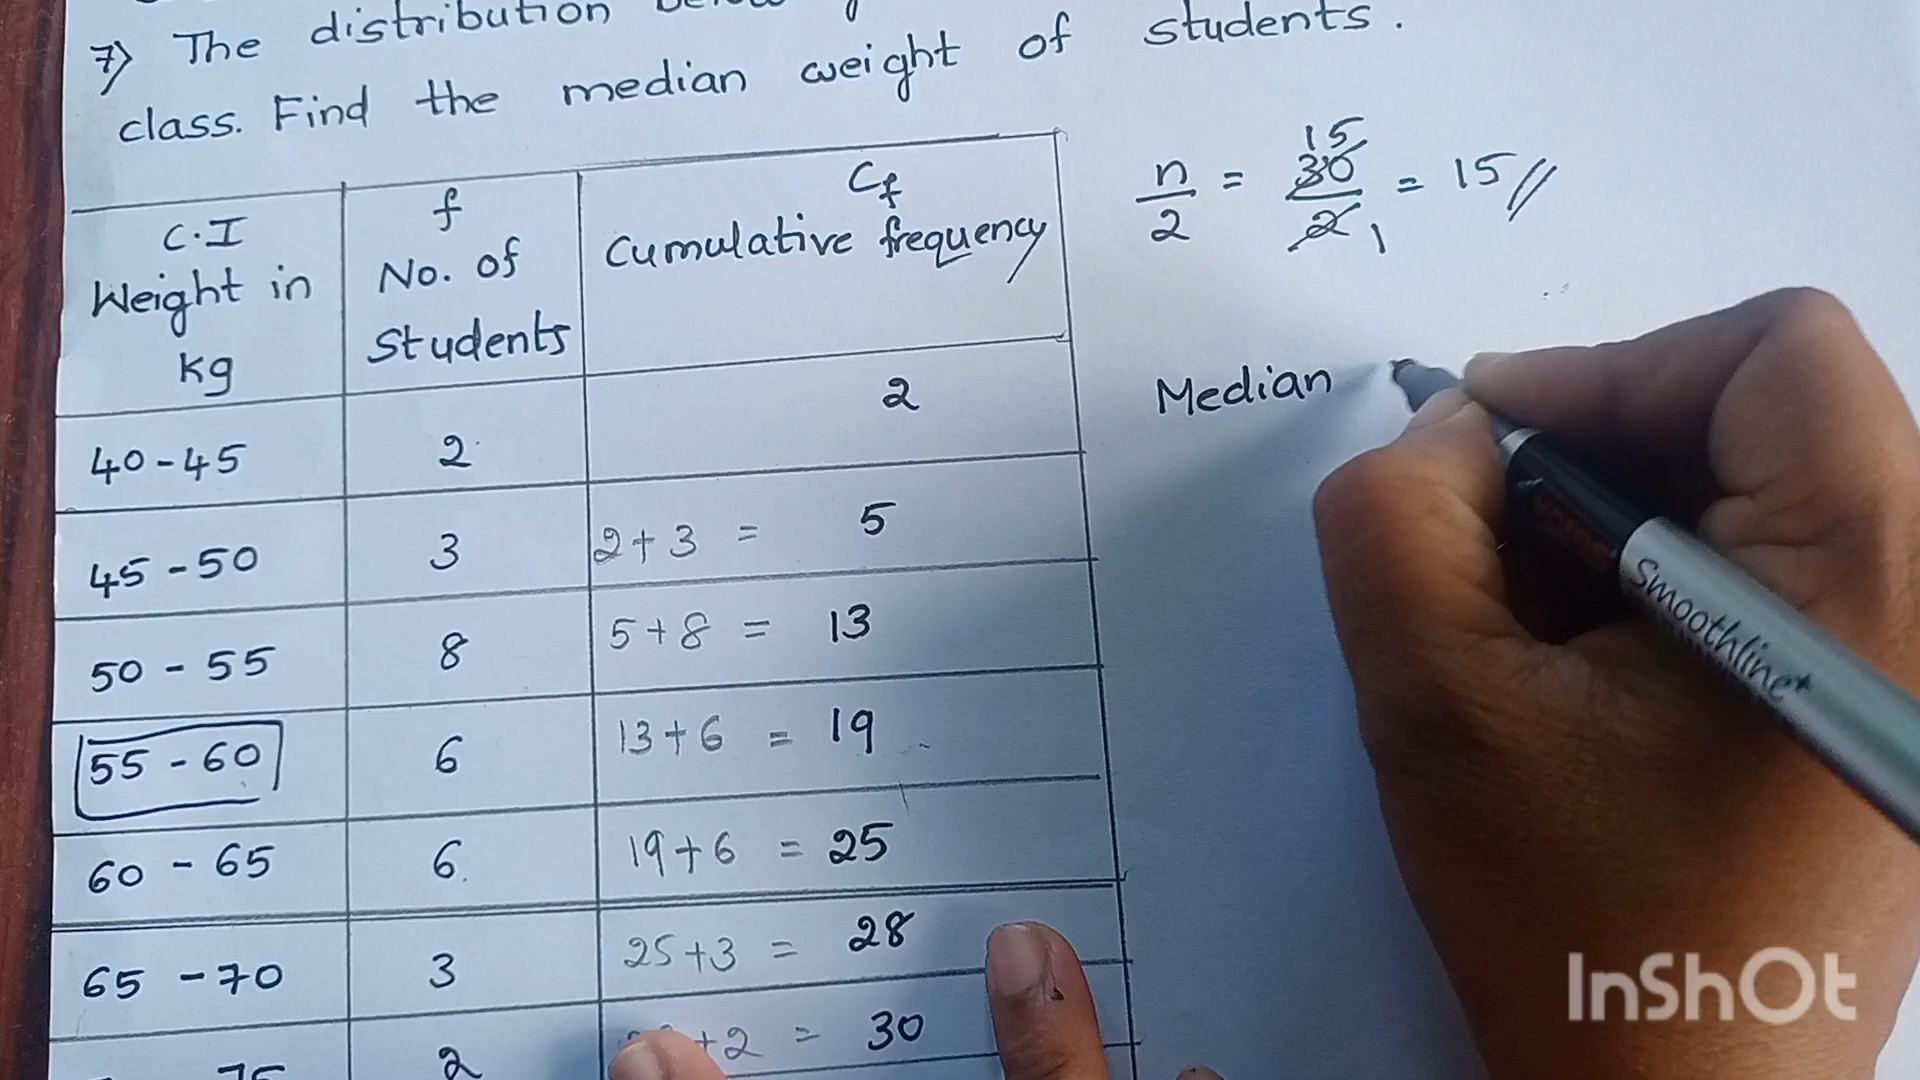 7) The distribution
class. Find the median weight of students.
C.I
Weight in
kg
f
No. of
Students
Cf
Cumulative frequency
40-45 2 2
45-50 3 2+3 = 5
50-55 8 5+8 = 13
55-60 6 13+6 = 19
60-65 6. 19+6 = 25
65-70 3 25+3 = 28
75 2 +2 = 30
n/2 = 30/2 = 15//
15
1
Median
Smoothline*
InShOt